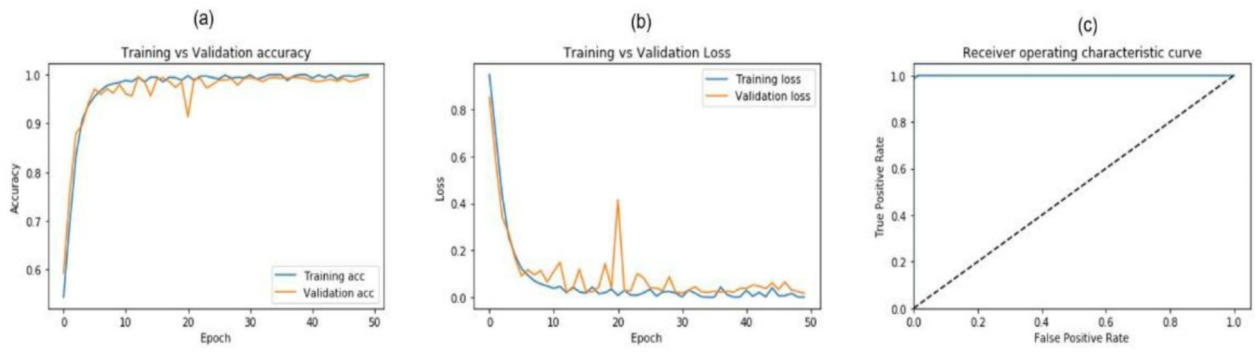 (a)
Training vs Validation accuracy
1.0
0.9
0.8
0.7
0.6
Accuracy
Training acc
Validation acc
0 10 20 30 40 50
Epoch
(b)
Training vs Validation Loss
Training loss
Validation loss
0.8
0.6
0.4
0.2
0.0
Loss
0 10 20 30 40 50
Epoch
(c)
Receiver operating characteristic curve
1.0
0.8
0.6
0.4
0.2
0.0
True Positive Rate
0.0 0.2 0.4 0.6 0.8 1.0
False Positive Rate